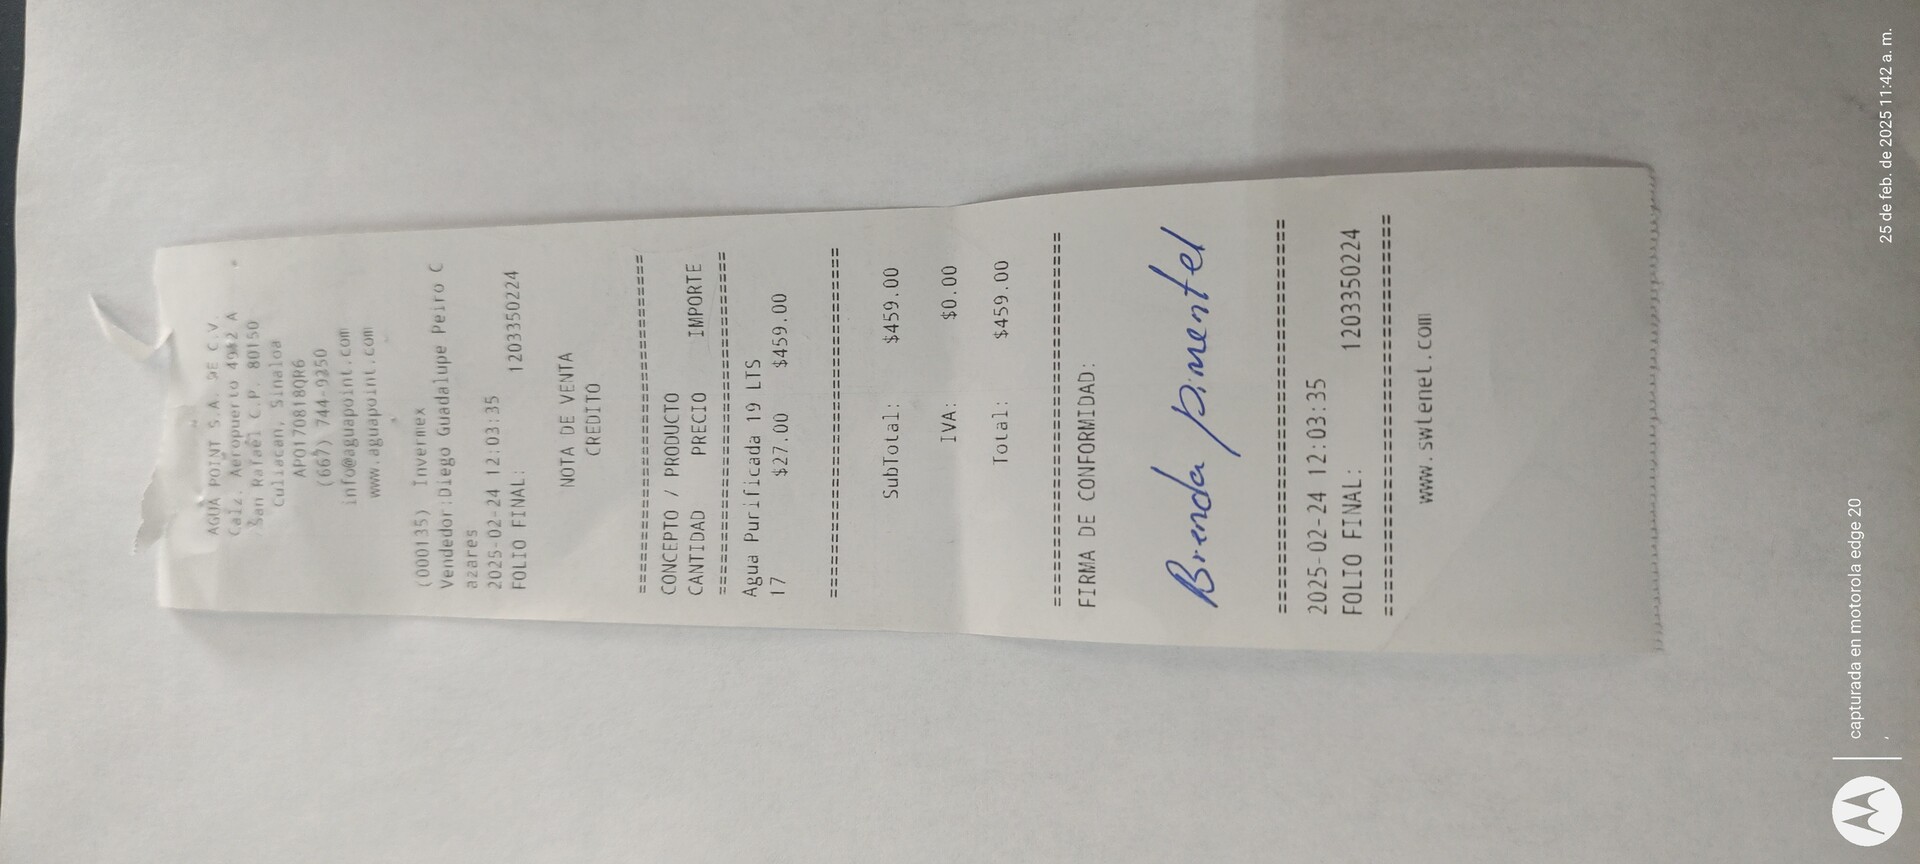 AGUA POINT S.A. DE C.V.
Calz. Aeropuerto 4912 A
San Rafael C.P. 80150
Culiacan, Sinaloa
APO170818QR6
(667) 744-9250
info@aguapoint.com
www.aguapoint.com
(000135) Invermex
Vendedor:Diego Guadalupe Peiro C
azares
2025-02-24 12:03:35
FOLIO FINAL: 1203350224
NOTA DE VENTA
CREDITO
================================
CONCEPTO / PRODUCTO
CANTIDAD PRECIO IMPORTE
================================
Agua Purificada 19 LTS
17 $27.00 $459.00
================================
SubTotal: $459.00
IVA: $0.00
Total: $459.00
================================
FIRMA DE CONFORMIDAD:
Brenda pimentel
================================
2025-02-24 12:03:35
FOLIO FINAL: 1203350224
================================
www.swlenet.com
capturada en motorola edge 20
25 de feb. de 2025 11:42 a. m.